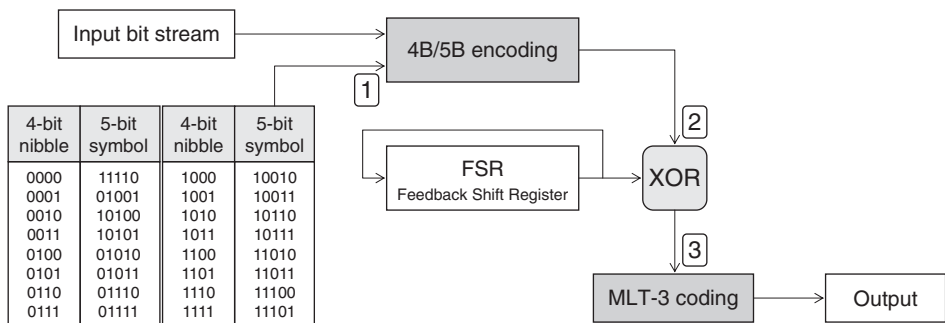 Input bit stream
4B/5B encoding
1
4-bit nibble 5-bit symbol 4-bit nibble 5-bit symbol
0000 11110 1000 10010
0001 01001 1001 10011
0010 10100 1010 10110
0011 10101 1011 10111
0100 01010 1100 11010
0101 01011 1101 11011
0110 01110 1110 11100
0111 01111 1111 11101
2
FSR
Feedback Shift Register
XOR
3
MLT-3 coding
Output